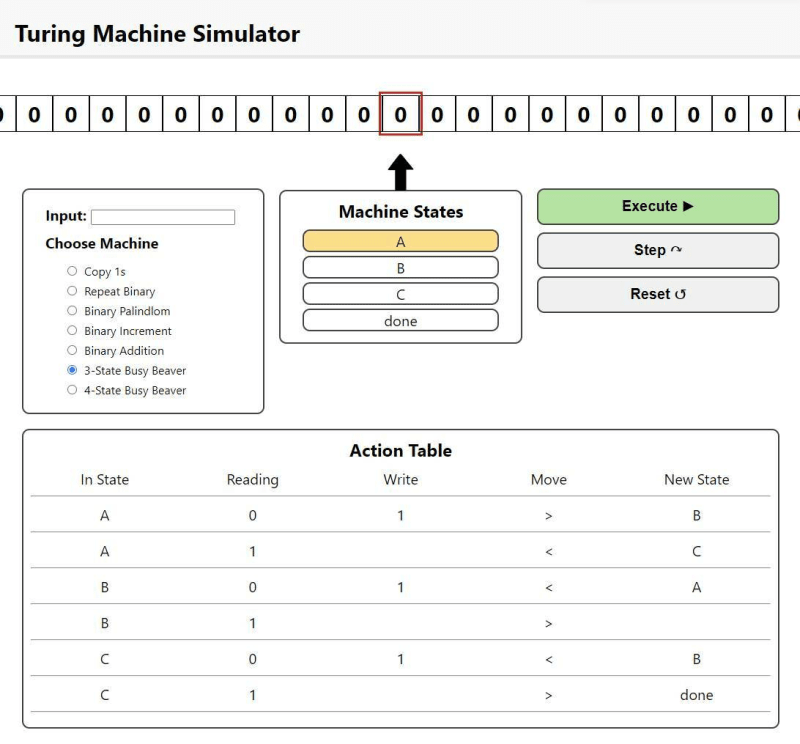 Turing Machine Simulator
0 0 0 0 0 0 0 0 0 0 0 0 0 0 0 0 0 0 0 0 0
Input:
Choose Machine
Copy 1s
Repeat Binary
Binary Palindlom
Binary Increment
Binary Addition
3-State Busy Beaver
4-State Busy Beaver
Machine States
A
B
C
done
Execute ▶
Step ↷
Reset ↺
Action Table
In State Reading Write Move New State
A 0 1 > B
A 1 < C
B 0 1 < A
B 1 >
C 0 1 < B
C 1 > done